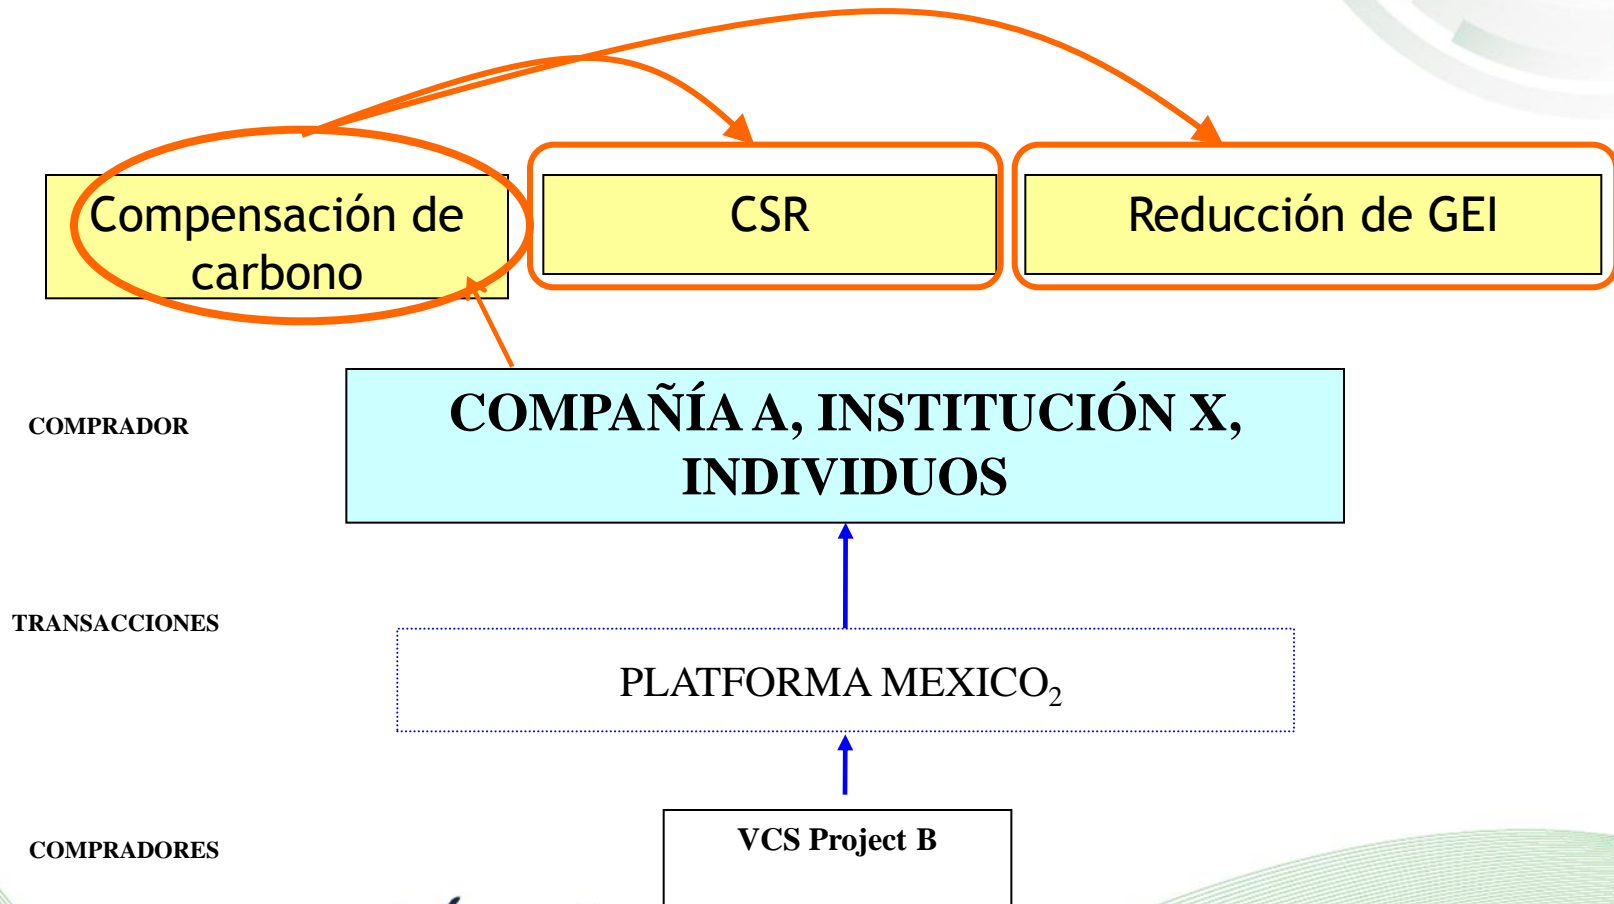 Compensación de
carbono
CSR
Reducción de GEI
COMPRADOR
COMPAÑÍA A, INSTITUCIÓN X,
INDIVIDUOS
TRANSACCIONES
PLATFORMA MEXICO₂
COMPRADORES
VCS Project B